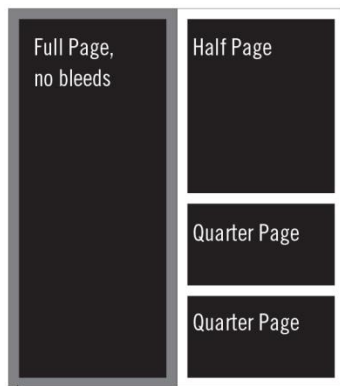 Full Page,
no bleeds
Half Page
Quarter Page
Quarter Page